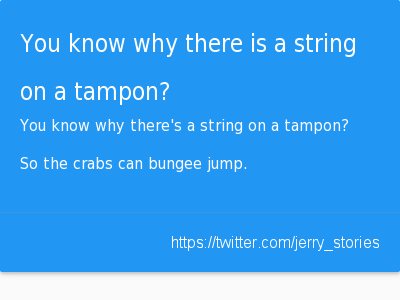 You know why there is a string
on a tampon?
You know why there's a string on a tampon?
So the crabs can bungee jump.
https://twitter.com/jerry_stories